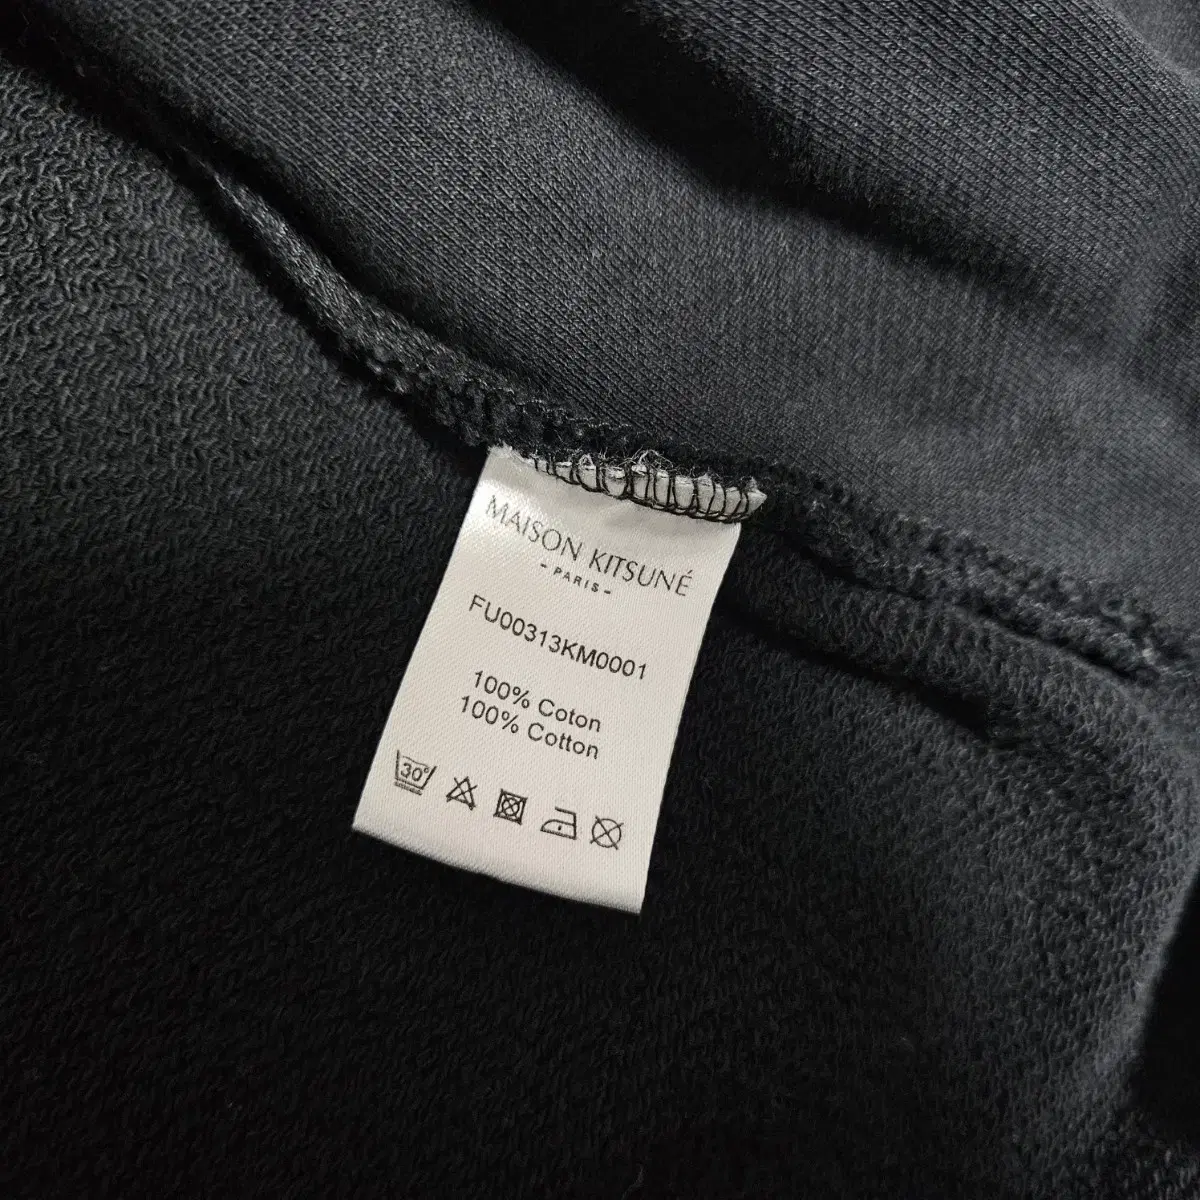 MAISON KITSUNÉ
- PARIS -
FU00313KM0001
100% Coton
100% Cotton
30°